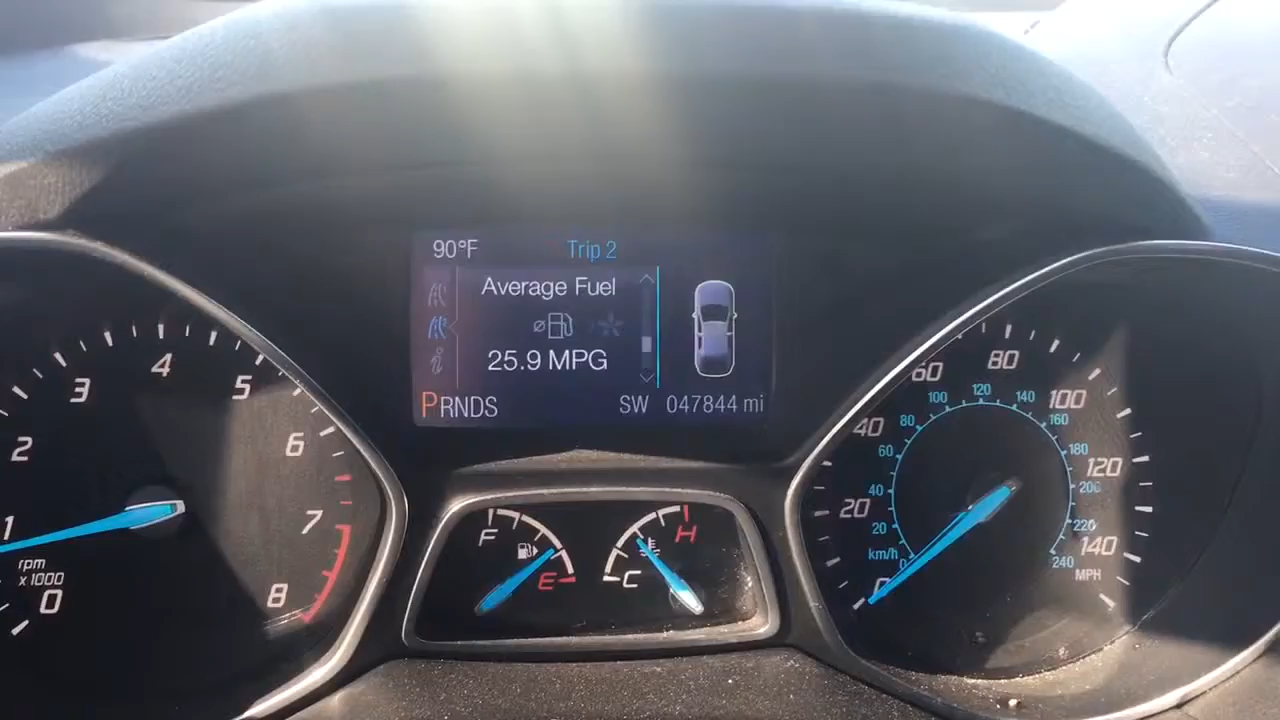 90°F Trip 2
Average Fuel
25.9 MPG
PRNDS SW 047844 mi
1 2 3 4 5 6 7 8
rpm
x 1000
0
F E
C H
0 20 40 60 80 100 120 140
MPH
km/h
0 20 40 60 80 100 120 140 160 180 200 220 240